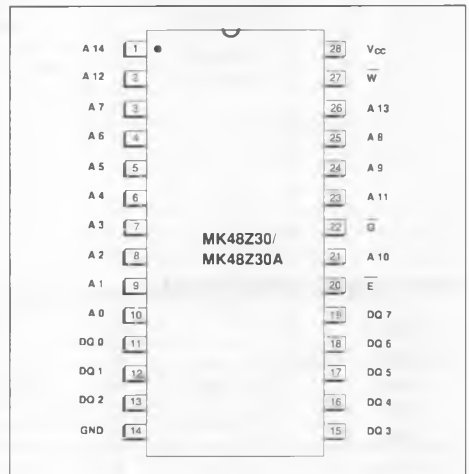 A 14 1 28 Vcc
A 12 2 27 W̅
A 7 3 26 A 13
A 6 4 25 A 8
A 5 5 24 A 9
A 4 6 23 A 11
A 3 7 22 G̅
MK48Z30/
A 2 8 21 A 10
MK48Z30A
A 1 9 20 E̅
A 0 10 19 DQ 7
DQ 0 11 18 DQ 6
DQ 1 12 17 DQ 5
DQ 2 13 16 DQ 4
GND 14 15 DQ 3